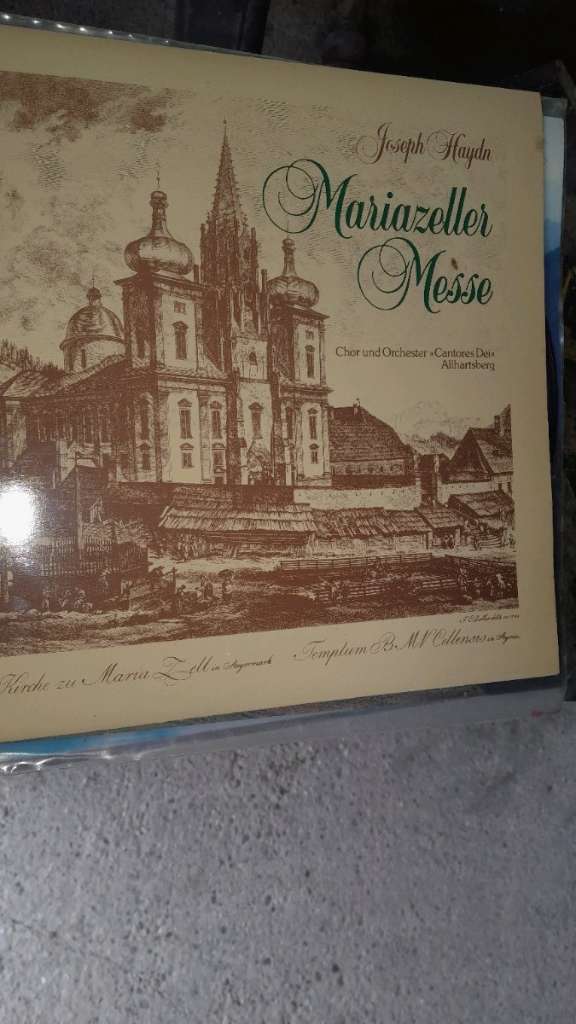 Joseph Haydn
Mariazeller
Messe
Chor und Orchester »Cantores Dei«
Allhartsberg
Kirche zu Maria Zell in Steyermarck Templum B. M. V. Cellensis in Styria